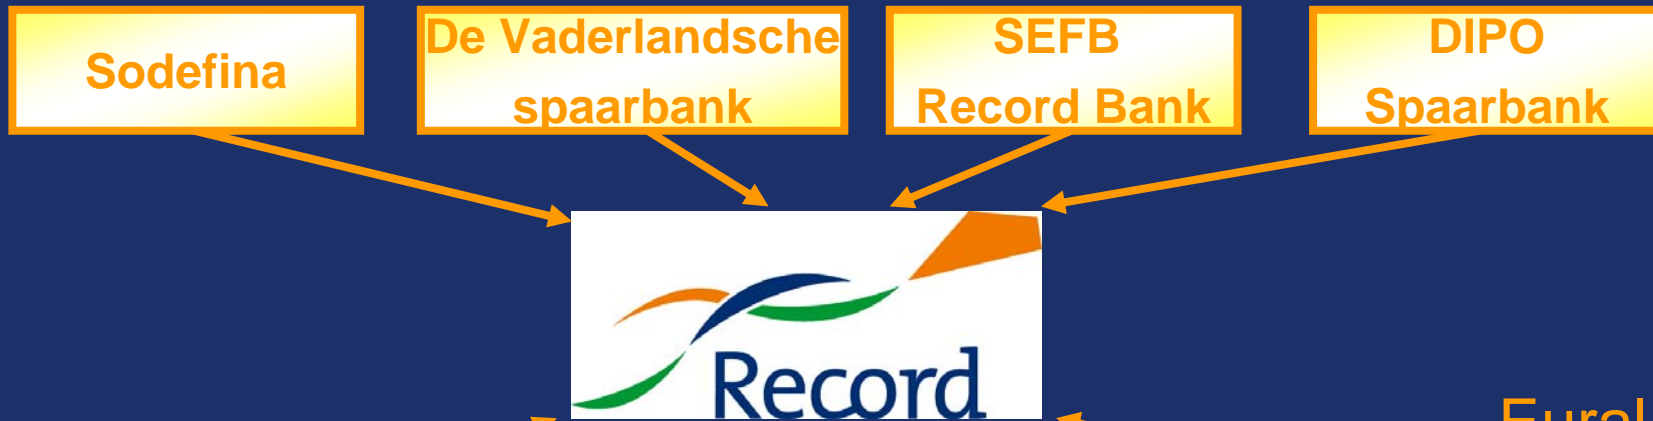 Sodefina
De Vaderlandsche
spaarbank
SEFB
Record Bank
DIPO
Spaarbank
Record